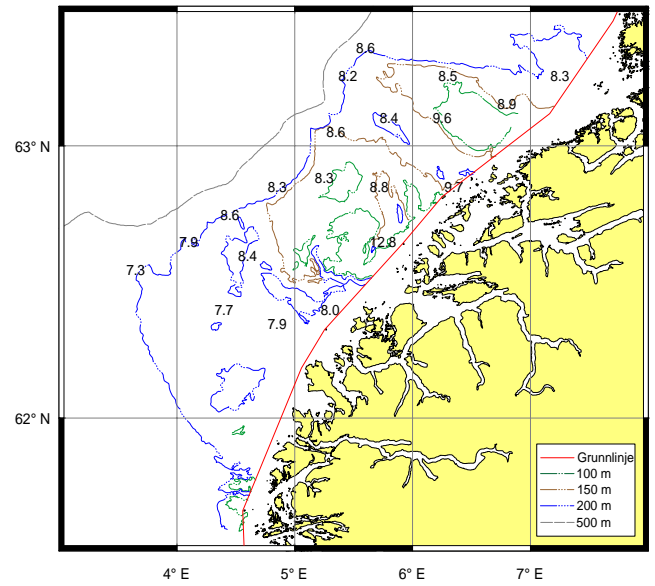 8.6
8.2 8.5 8.3
8.9
8.4 9.6
63° N
8.6
8.3 8.3 8.8 9.7
8.6
7.9 12.8
8.4
7.3
7.7 8.0
7.9
62° N
Grunnlinje
100 m
150 m
200 m
500 m
4° E 5° E 6° E 7° E